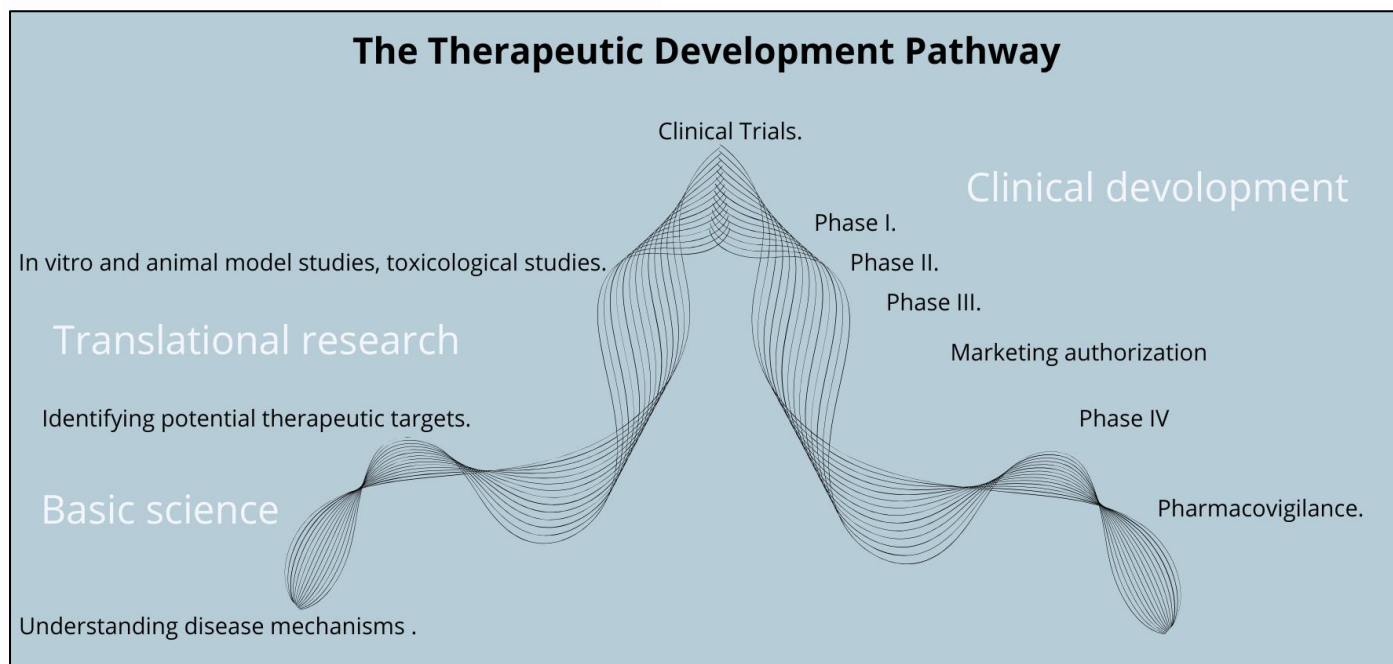 The Therapeutic Development Pathway
Clinical Trials.
Clinical devolopment
Phase I.
In vitro and animal model studies, toxicological studies.
Phase II.
Phase III.
Translational research
Marketing authorization
Identifying potential therapeutic targets.
Phase IV
Basic science
Pharmacovigilance.
Understanding disease mechanisms .